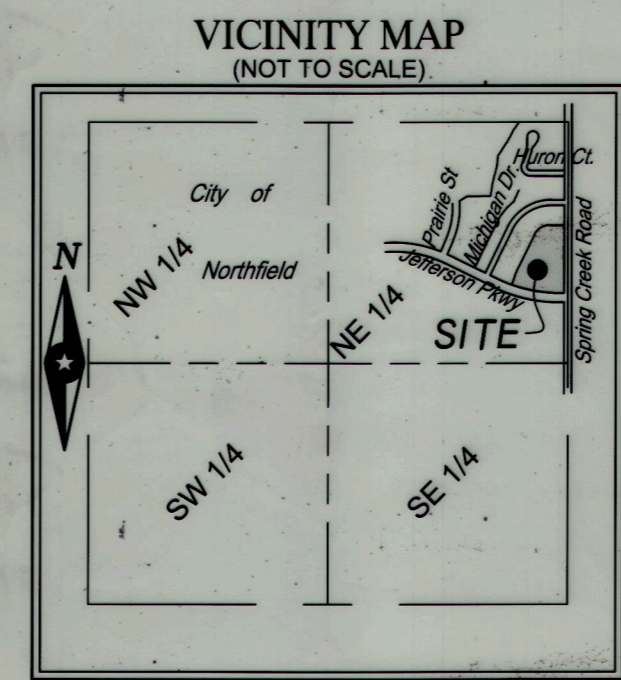 VICINITY MAP
(NOT TO SCALE)
Huron Ct.
City of
Prairie St
Michigan Dr.
Northfield
N
NW 1/4
Jefferson Pkwy
Spring Creek Road
NE 1/4
SITE
SW 1/4
SE 1/4